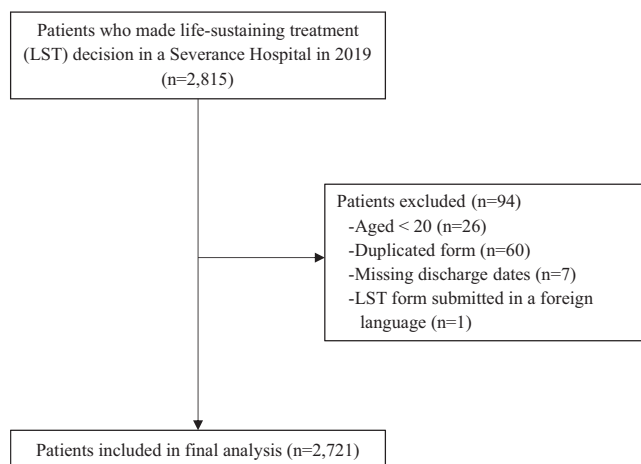 Patients who made life-sustaining treatment
(LST) decision in a Severance Hospital in 2019
(n=2,815)
Patients excluded (n=94)
-Aged < 20 (n=26)
-Duplicated form (n=60)
-Missing discharge dates (n=7)
-LST form submitted in a foreign
language (n=1)
Patients included in final analysis (n=2,721)